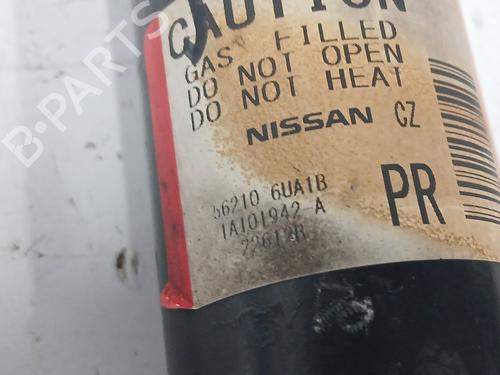 CAUTION
GAS FILLED
DO NOT OPEN
DO NOT HEAT
NISSAN CZ
56210 6UA1B
PR
1A101942-A
B-PARTS